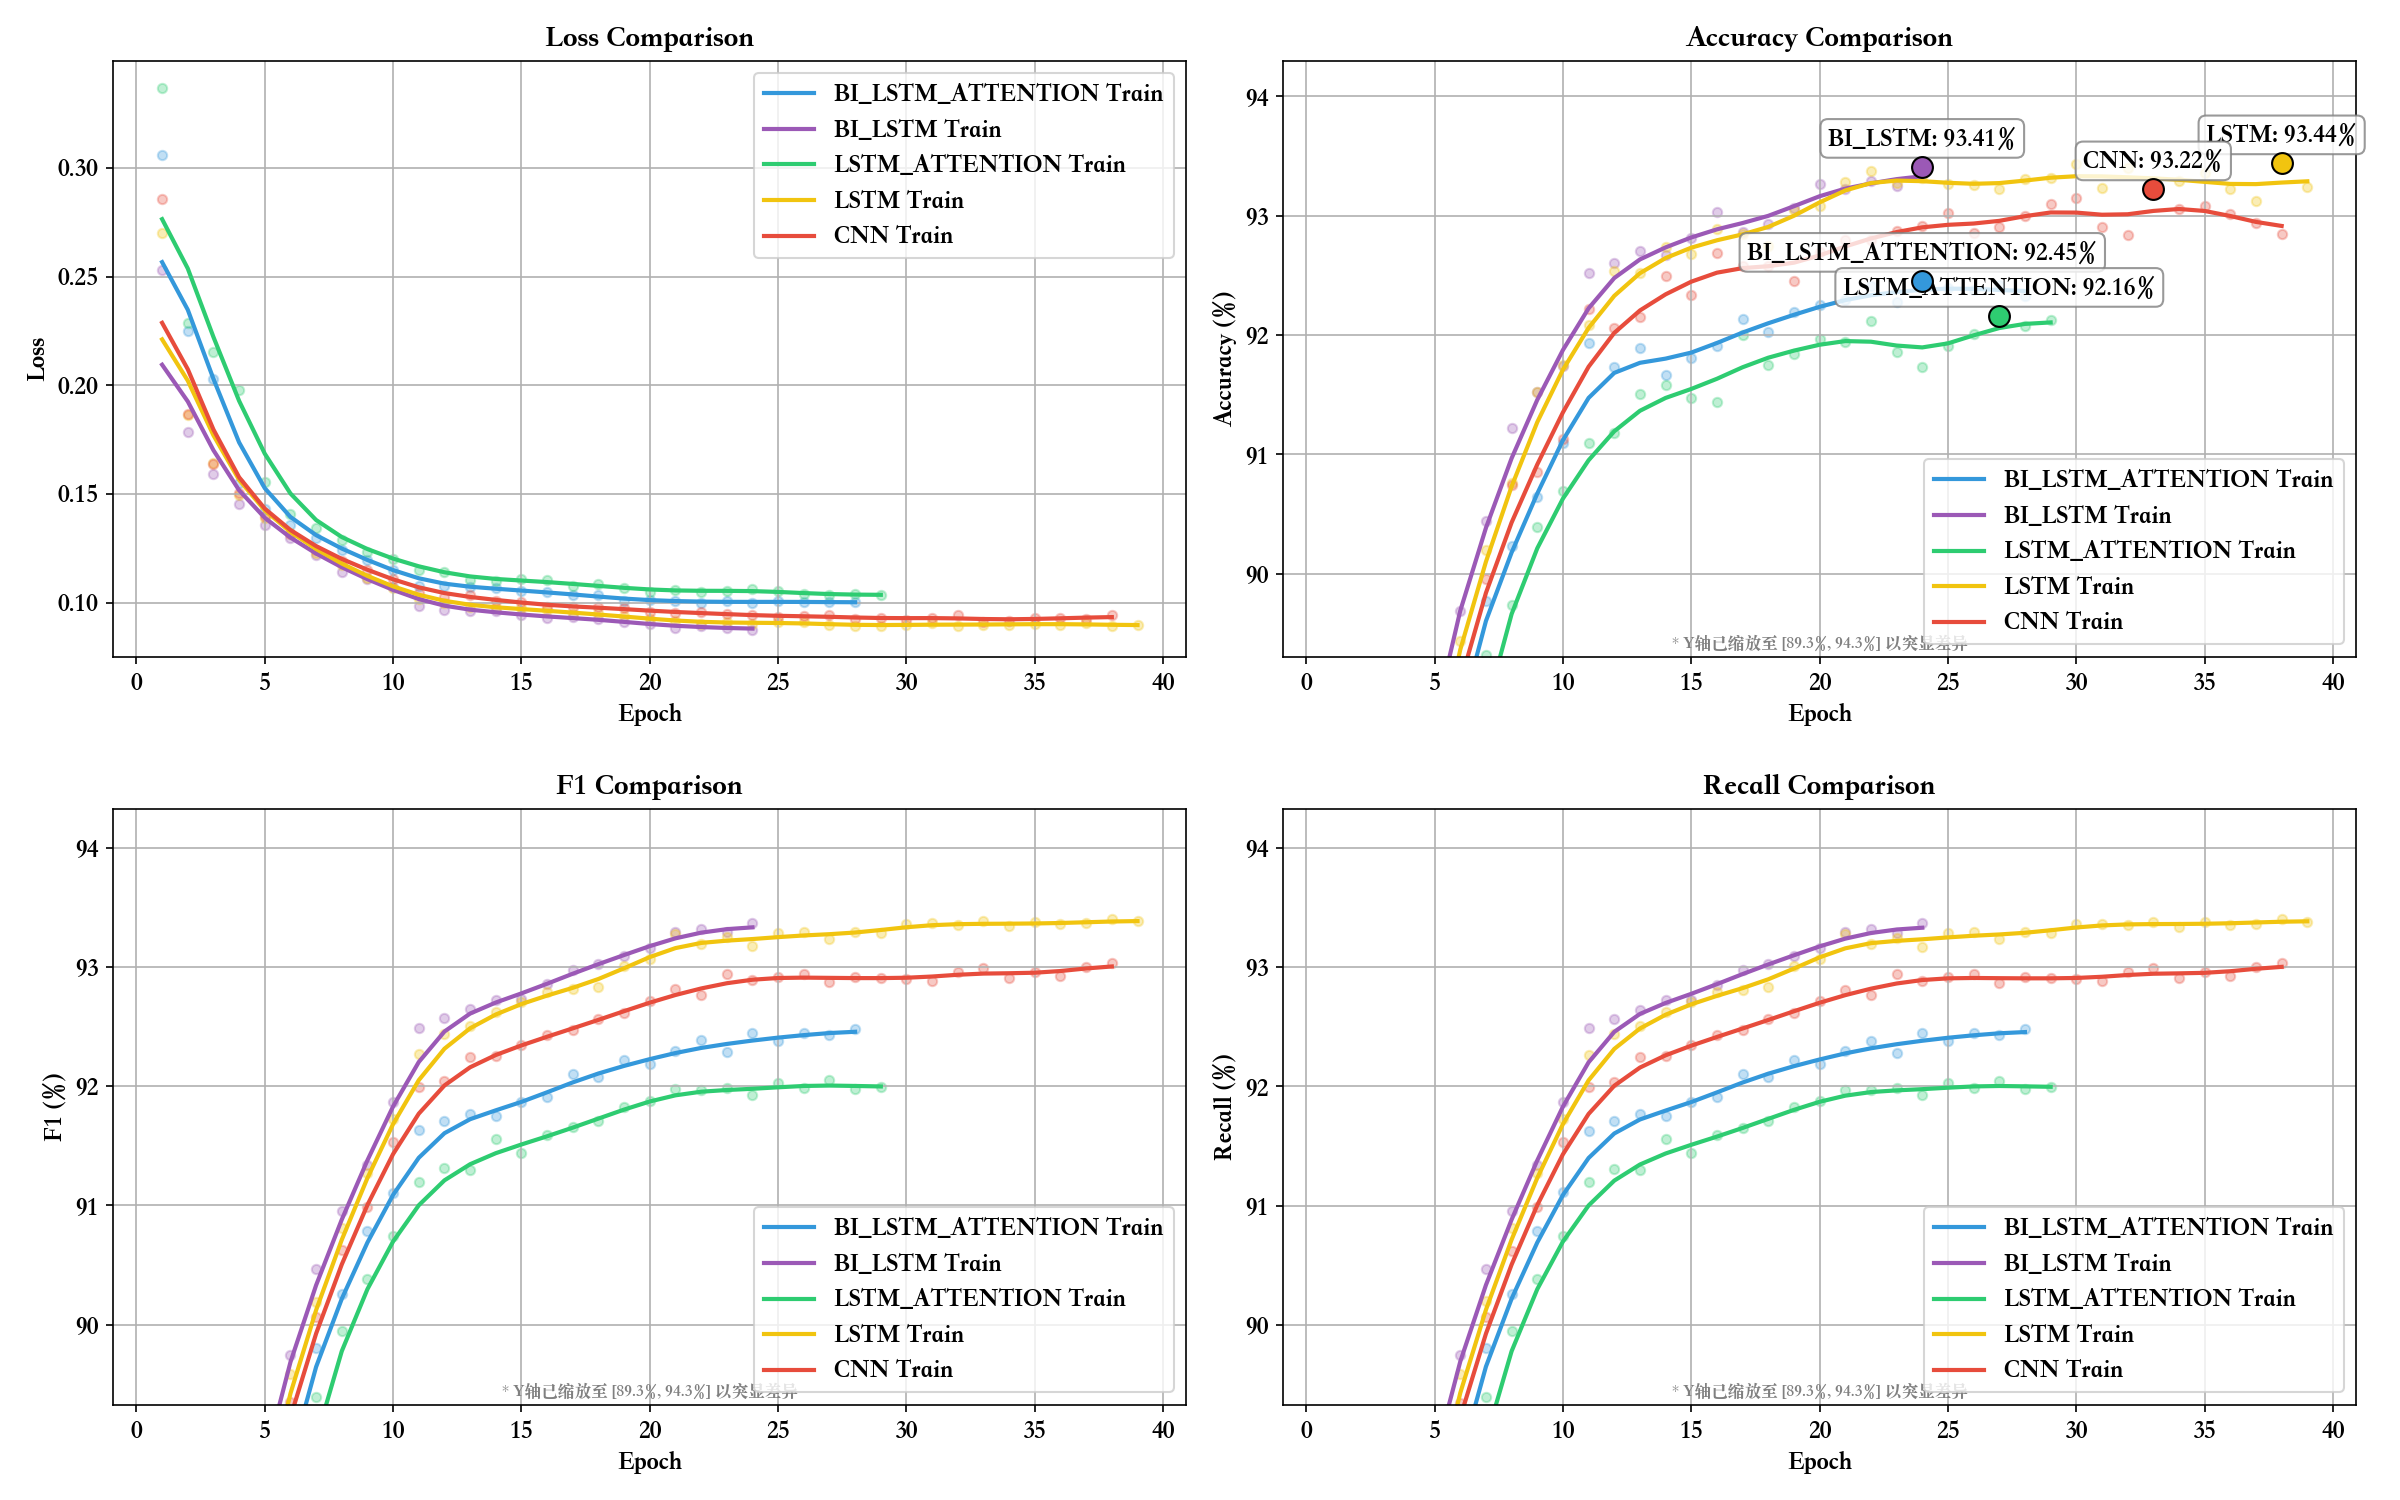 Loss Comparison
Loss
0.30
0.25
0.20
0.15
0.10
0 5 10 15 20 25 30 35 40
Epoch
BI_LSTM_ATTENTION Train
BI_LSTM Train
LSTM_ATTENTION Train
LSTM Train
CNN Train
Accuracy Comparison
Accuracy (%)
94
93
92
91
90
0 5 10 15 20 25 30 35 40
Epoch
BI_LSTM: 93.41%
LSTM: 93.44%
CNN: 93.22%
BI_LSTM_ATTENTION: 92.45%
LSTM_ATTENTION: 92.16%
BI_LSTM_ATTENTION Train
BI_LSTM Train
LSTM_ATTENTION Train
LSTM Train
CNN Train
* Y轴已缩放至 [89.3%, 94.3%] 以突显差异
F1 Comparison
F1 (%)
94
93
92
91
90
0 5 10 15 20 25 30 35 40
Epoch
BI_LSTM_ATTENTION Train
BI_LSTM Train
LSTM_ATTENTION Train
LSTM Train
CNN Train
* Y轴已缩放至 [89.3%, 94.3%] 以突显差异
Recall Comparison
Recall (%)
94
93
92
91
90
0 5 10 15 20 25 30 35 40
Epoch
BI_LSTM_ATTENTION Train
BI_LSTM Train
LSTM_ATTENTION Train
LSTM Train
CNN Train
* Y轴已缩放至 [89.3%, 94.3%] 以突显差异